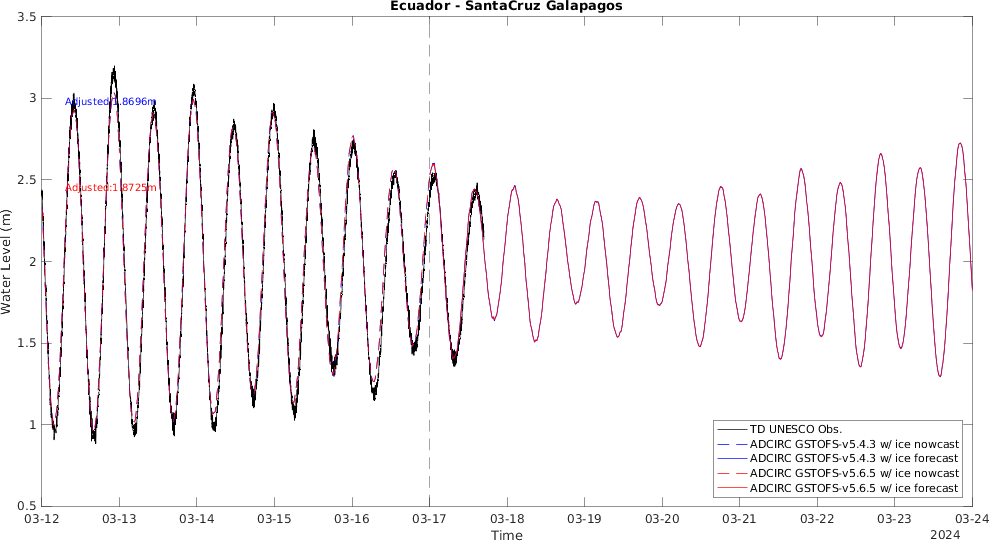 Ecuador - SantaCruz Galapagos
3.5
3
2.5
2
1.5
1
0.5
Water Level (m)
Adjusted:1.8696m
Adjusted:1.8725m
TD UNESCO Obs.
ADCIRC GSTOFS-v5.4.3 w/ ice nowcast
ADCIRC GSTOFS-v5.4.3 w/ ice forecast
ADCIRC GSTOFS-v5.6.5 w/ ice nowcast
ADCIRC GSTOFS-v5.6.5 w/ ice forecast
03-12 03-13 03-14 03-15 03-16 03-17 03-18 03-19 03-20 03-21 03-22 03-23 03-24
Time
2024